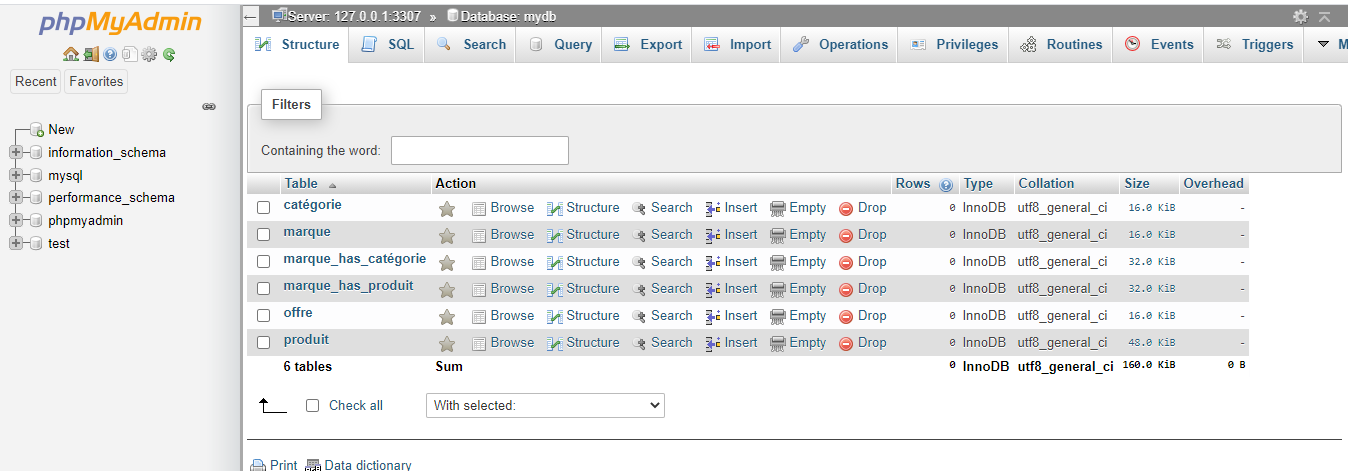 phpMyAdmin
Recent Favorites
New
information_schema
mysql
performance_schema
phpmyadmin
test
Server: 127.0.0.1:3307 » Database: mydb
Structure SQL Search Query Export Import Operations Privileges Routines Events Triggers M
Filters
Containing the word:
Table Action Rows Type Collation Size Overhead
catégorie Browse Structure Search Insert Empty Drop 0 InnoDB utf8_general_ci 16.0 KiB -
marque Browse Structure Search Insert Empty Drop 0 InnoDB utf8_general_ci 16.0 KiB -
marque_has_catégorie Browse Structure Search Insert Empty Drop 0 InnoDB utf8_general_ci 32.0 KiB -
marque_has_produit Browse Structure Search Insert Empty Drop 0 InnoDB utf8_general_ci 32.0 KiB -
offre Browse Structure Search Insert Empty Drop 0 InnoDB utf8_general_ci 16.0 KiB -
produit Browse Structure Search Insert Empty Drop 0 InnoDB utf8_general_ci 48.0 KiB -
6 tables Sum 0 InnoDB utf8_general_ci 160.0 KiB 0 B
Check all With selected:
Print Data dictionary